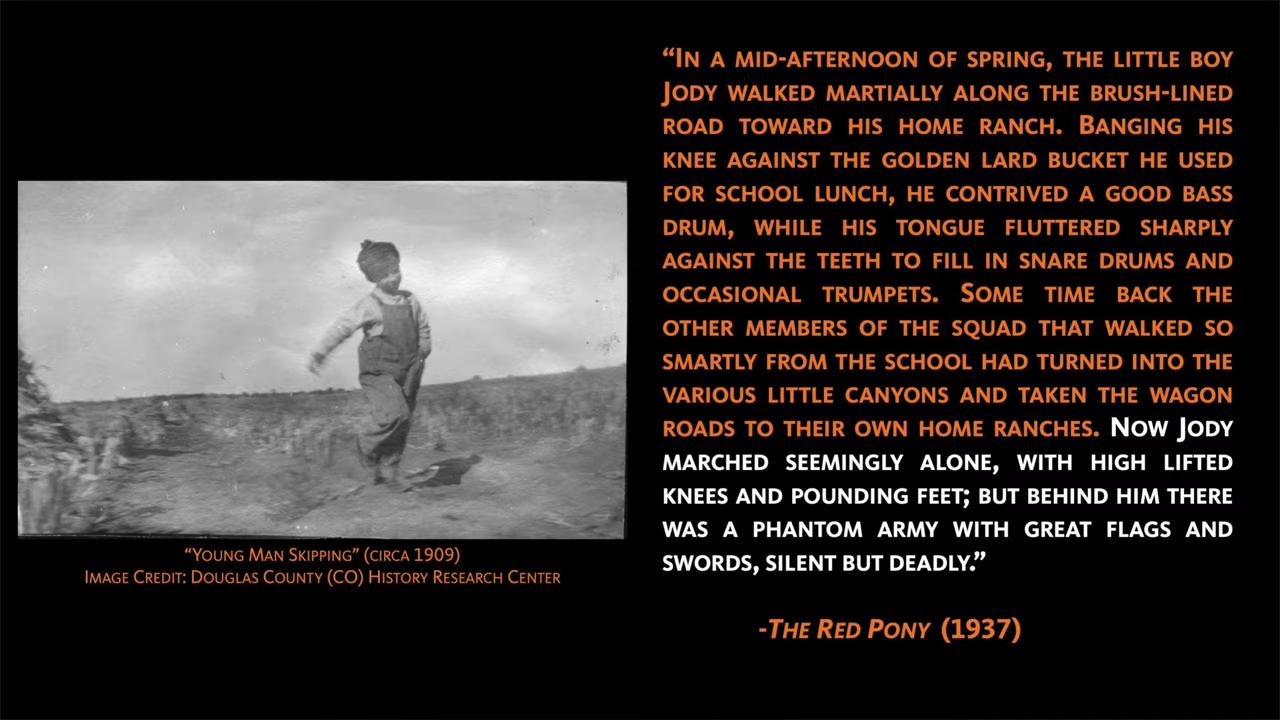 “In a mid-afternoon of spring, the little boy
Jody walked martially along the brush-lined
road toward his home ranch. Banging his
knee against the golden lard bucket he used
for school lunch, he contrived a good bass
drum, while his tongue fluttered sharply
against the teeth to fill in snare drums and
occasional trumpets. Some time back the
other members of the squad that walked so
smartly from the school had turned into the
various little canyons and taken the wagon
roads to their own home ranches. Now Jody
marched seemingly alone, with high lifted
knees and pounding feet; but behind him there
was a phantom army with great flags and
swords, silent but deadly.”
-The Red Pony (1937)
“Young Man Skipping” (circa 1909)
Image Credit: Douglas County (CO) History Research Center